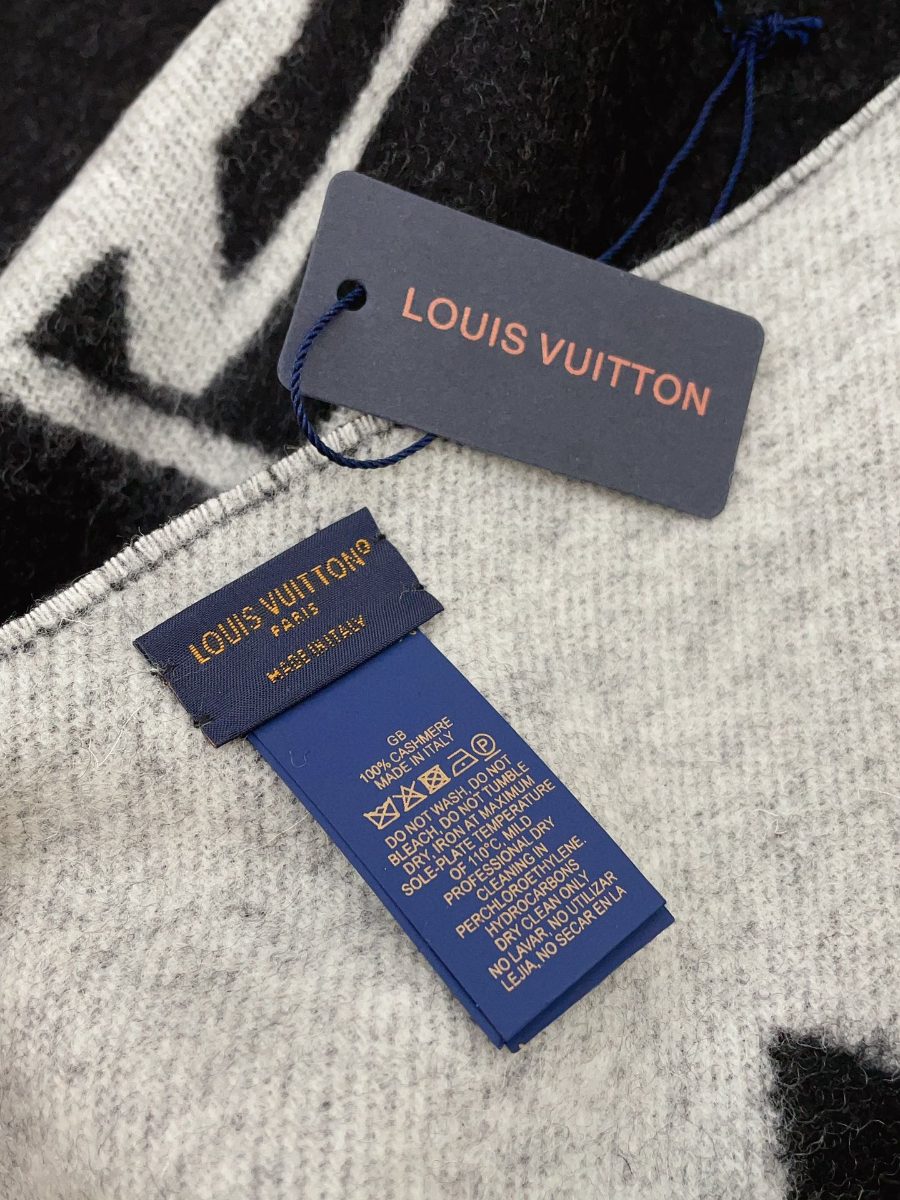 LOUIS VUITTON
LOUIS VUITTON®
PARIS
MADE IN ITALY
GB
100% CASHMERE
MADE IN ITALY
DO NOT WASH, DO NOT
BLEACH, DO NOT TUMBLE
DRY, IRON AT MAXIMUM
SOLE-PLATE TEMPERATURE
OF 110°C, MILD
PROFESSIONAL DRY
CLEANING IN
PERCHLOROETHYLENE.
HYDROCARBONS
DRY CLEAN ONLY
NO LAVAR, NO UTILIZAR
LEJIA, NO SECAR EN LA